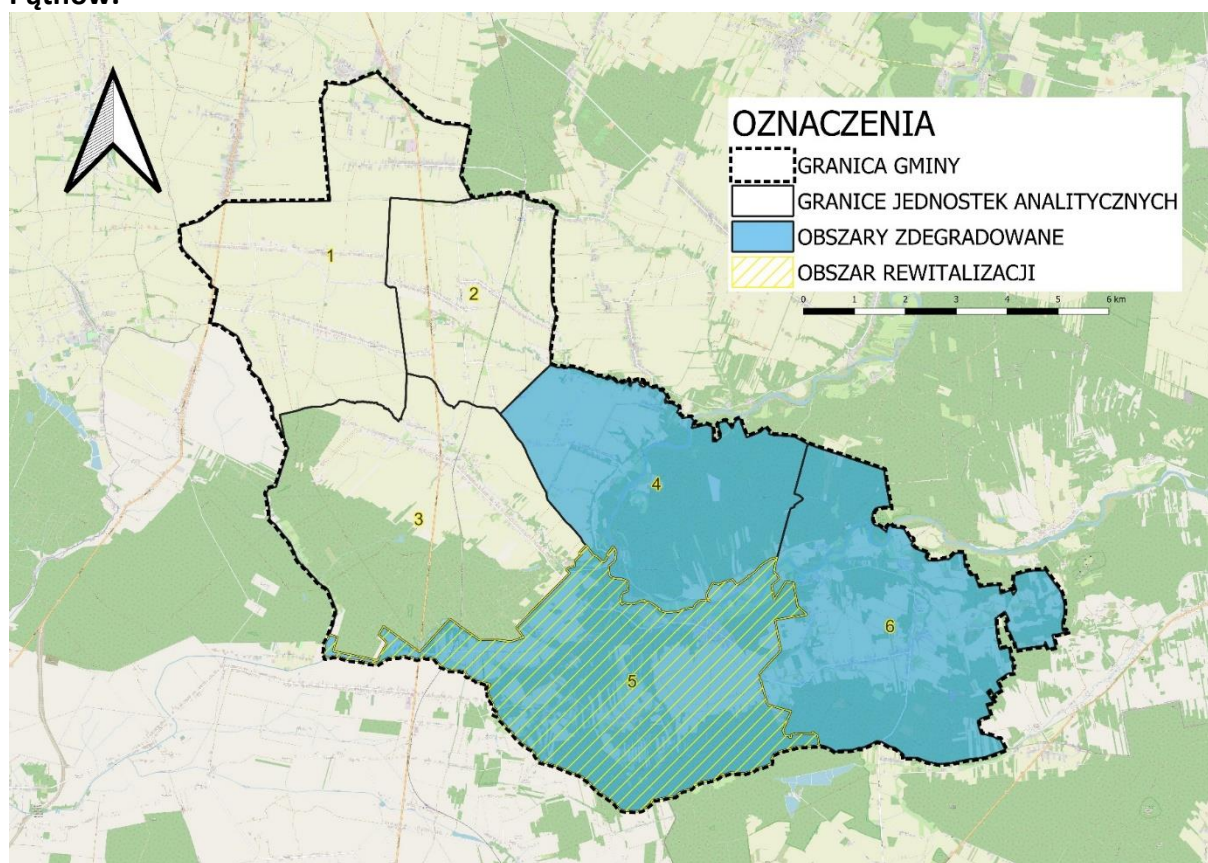 Pątnów.
OZNACZENIA
GRANICA GMINY
GRANICE JEDNOSTEK ANALITYCZNYCH
OBSZARY ZDEGRADOWANE
OBSZAR REWITALIZACJI
0 1 2 3 4 5 6 km
1
2
3
4
5
6